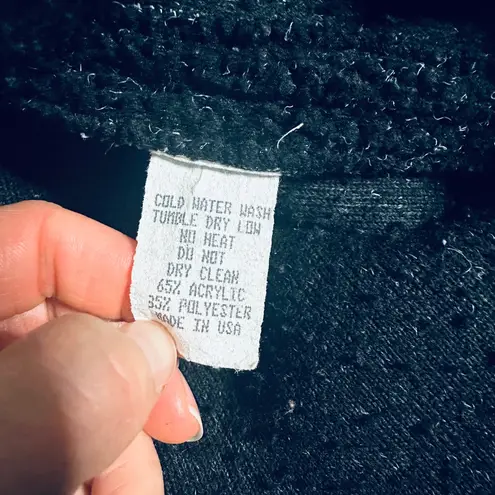 COLD WATER WASH
TUMBLE DRY LOW
NO HEAT
DO NOT
DRY CLEAN
65% ACRYLIC
35% POLYESTER
MADE IN USA